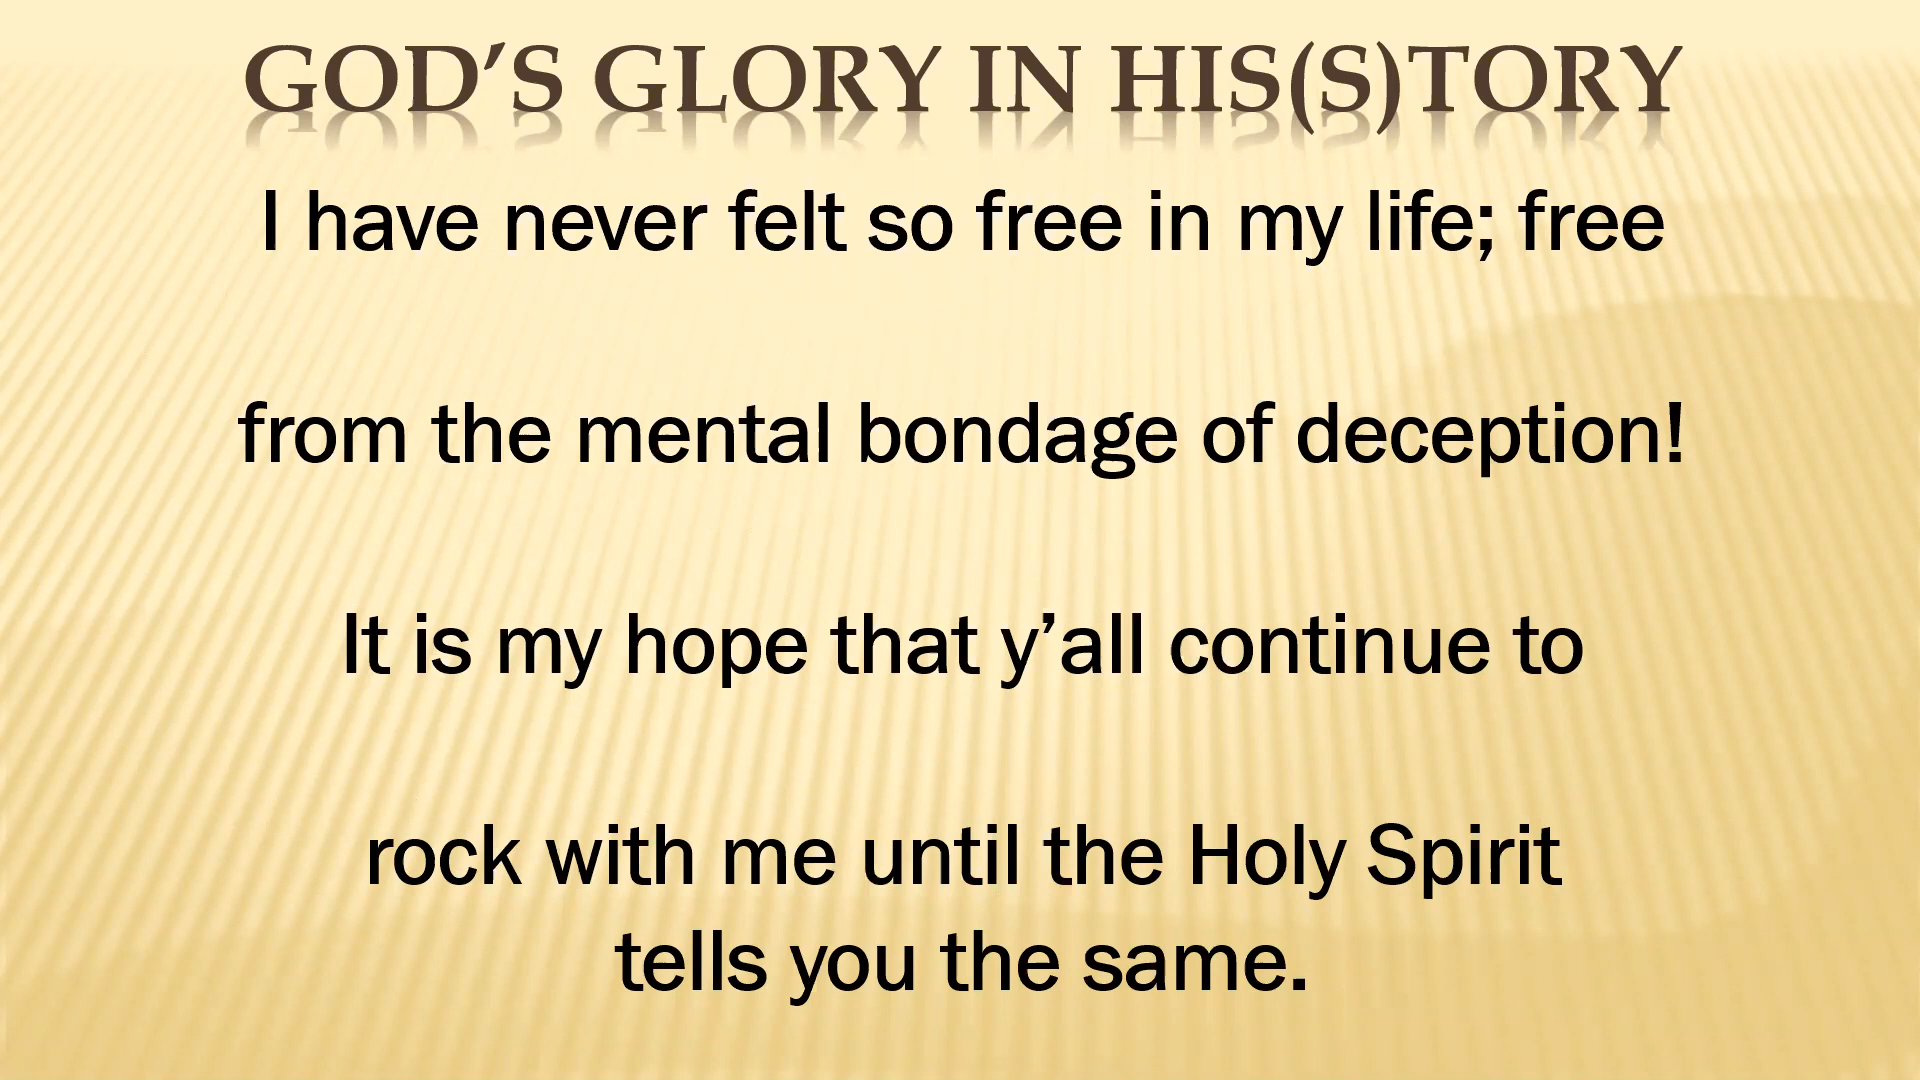 GOD’S GLORY IN HIS(S)TORY
I have never felt so free in my life; free
from the mental bondage of deception!
It is my hope that y’all continue to
rock with me until the Holy Spirit
tells you the same.